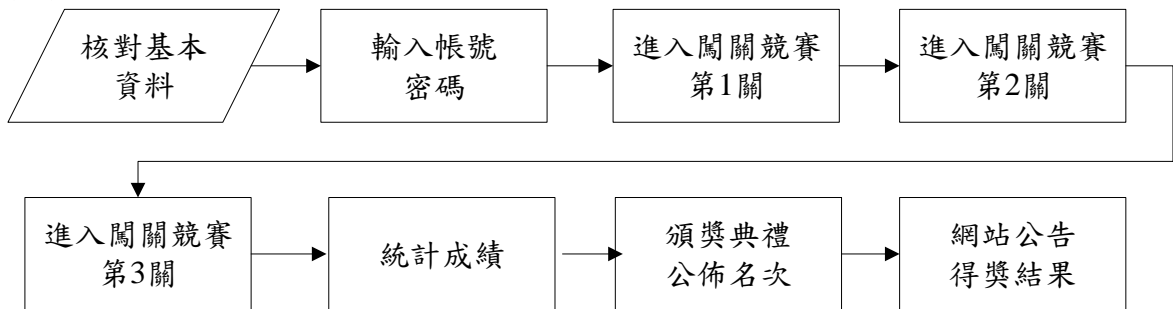 核對基本
資料
輸入帳號
密碼
進入闖關競賽
第1關
進入闖關競賽
第2關
進入闖關競賽
第3關
統計成績
頒獎典禮
公佈名次
網站公告
得獎結果